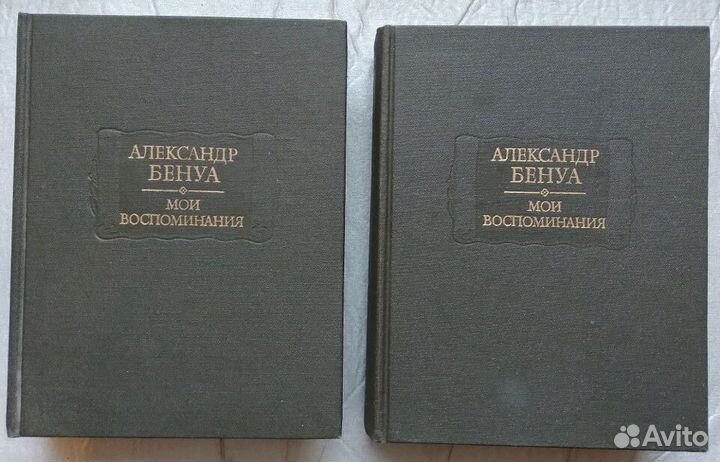 АЛЕКСАНДР
БЕНУА
МОИ
ВОСПОМИНАНИЯ
АЛЕКСАНДР
БЕНУА
МОИ
ВОСПОМИНАНИЯ
Avito